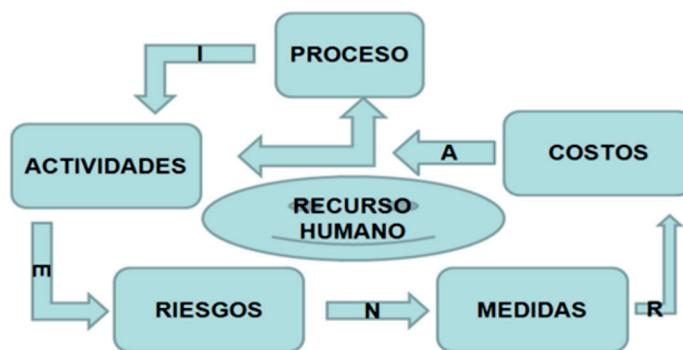 I
PROCESO
ACTIVIDADES
A
COSTOS
RECURSO
HUMANO
E
RIESGOS
N
MEDIDAS
R